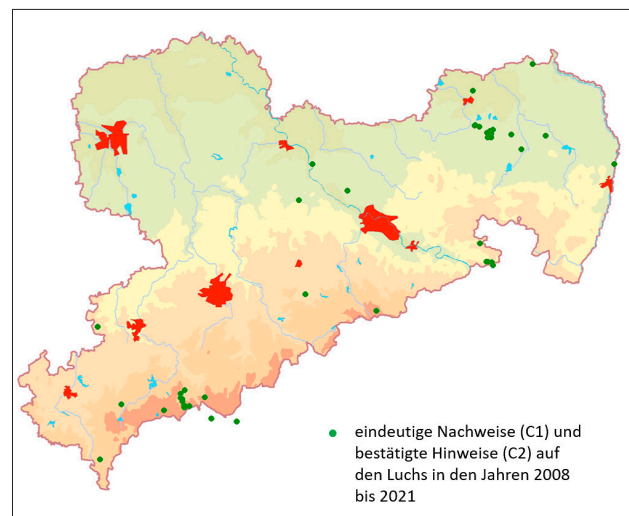 eindeutige Nachweise (C1) und
bestätigte Hinweise (C2) auf
den Luchs in den Jahren 2008
bis 2021